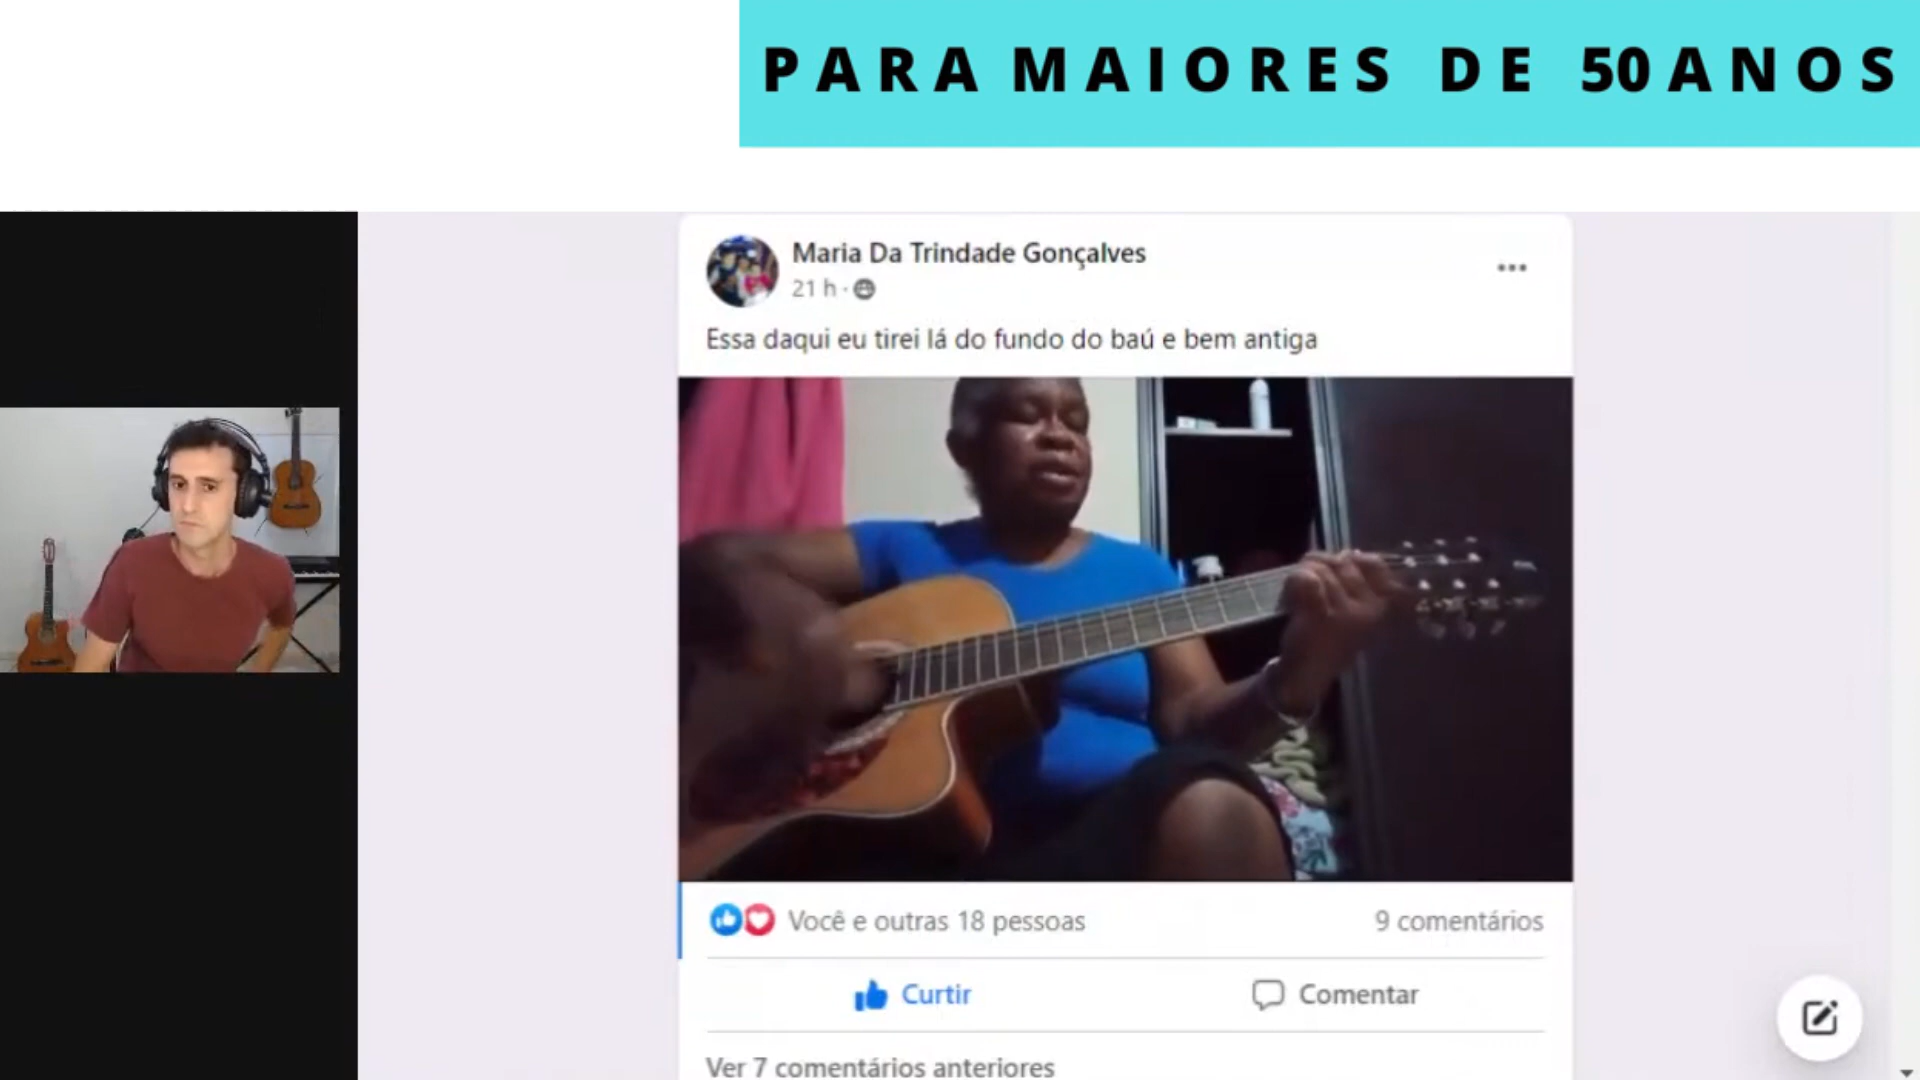 PARA MAIORES DE 50 ANOS
Maria Da Trindade Gonçalves
21 h ·
Essa daqui eu tirei lá do fundo do baú e bem antiga
Você e outras 18 pessoas
9 comentários
Curtir
Comentar
Ver 7 comentários anteriores